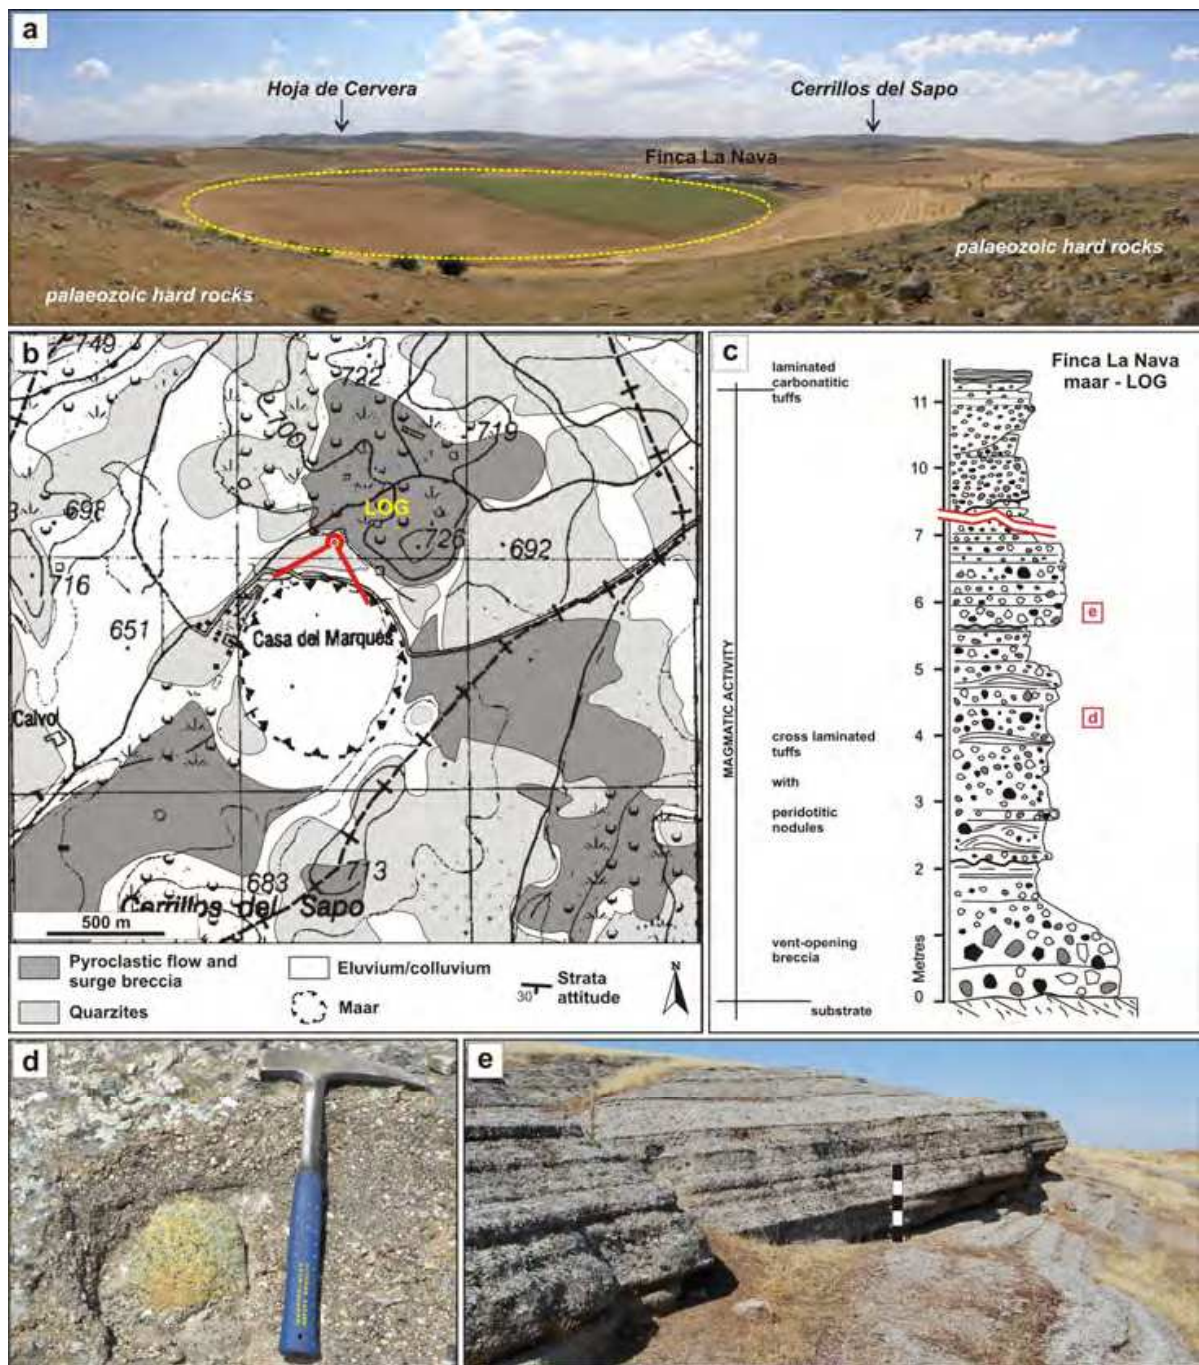 a
Hoja de Cervera
Cerrillos del Sapo
Finca La Nava
palaeozoic hard rocks
palaeozoic hard rocks
b
749
722
700
719
LOG
698
726
692
716
651
Casa del Marqués
Calvo
683
713
Cerrillos del Sapo
500 m
Pyroclastic flow and
surge breccia
Quarzites
Eluvium/colluvium
Maar
30
Strata
attitude
N
c
laminated
carbonatitic
tuffs
Finca La Nava
maar - LOG
11
10
7
6
e
5
d
4
cross laminated
tuffs
with
3
peridotitic
nodules
2
vent-opening
breccia
0 Metres
substrate
MAGMATIC ACTIVITY
d
e